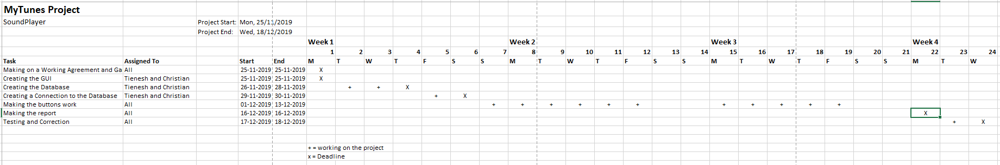 MyTunes Project
SoundPlayer Project Start: Mon, 25/11/2019
Project End: Wed, 18/12/2019
Week 1 Week 2 Week 3 Week 4
1 2 3 4 5 6 7 8 9 10 11 12 13 14 15 16 17 18 19 20 21 22 23 24
Task Assigned To Start End M T W T F S S M T W T F S S M T W T F S S M T W
Making on a Working Agreement and Ga All 25-11-2019 25-11-2019 X
Creating the GUI Tienesh and Christian 25-11-2019 25-11-2019 X
Creating the Database Tienesh and Christian 26-11-2019 28-11-2019 + + X
Creating a Connection to the Database Tienesh and Christian 29-11-2019 30-11-2019 + X
Making the buttons work All 01-12-2019 13-12-2019 + + + + + + + + + + +
Making the report All 16-12-2019 16-12-2019 X
Testing and Correction All 17-12-2019 18-12-2019 + X
+ = working on the project
x = Deadline